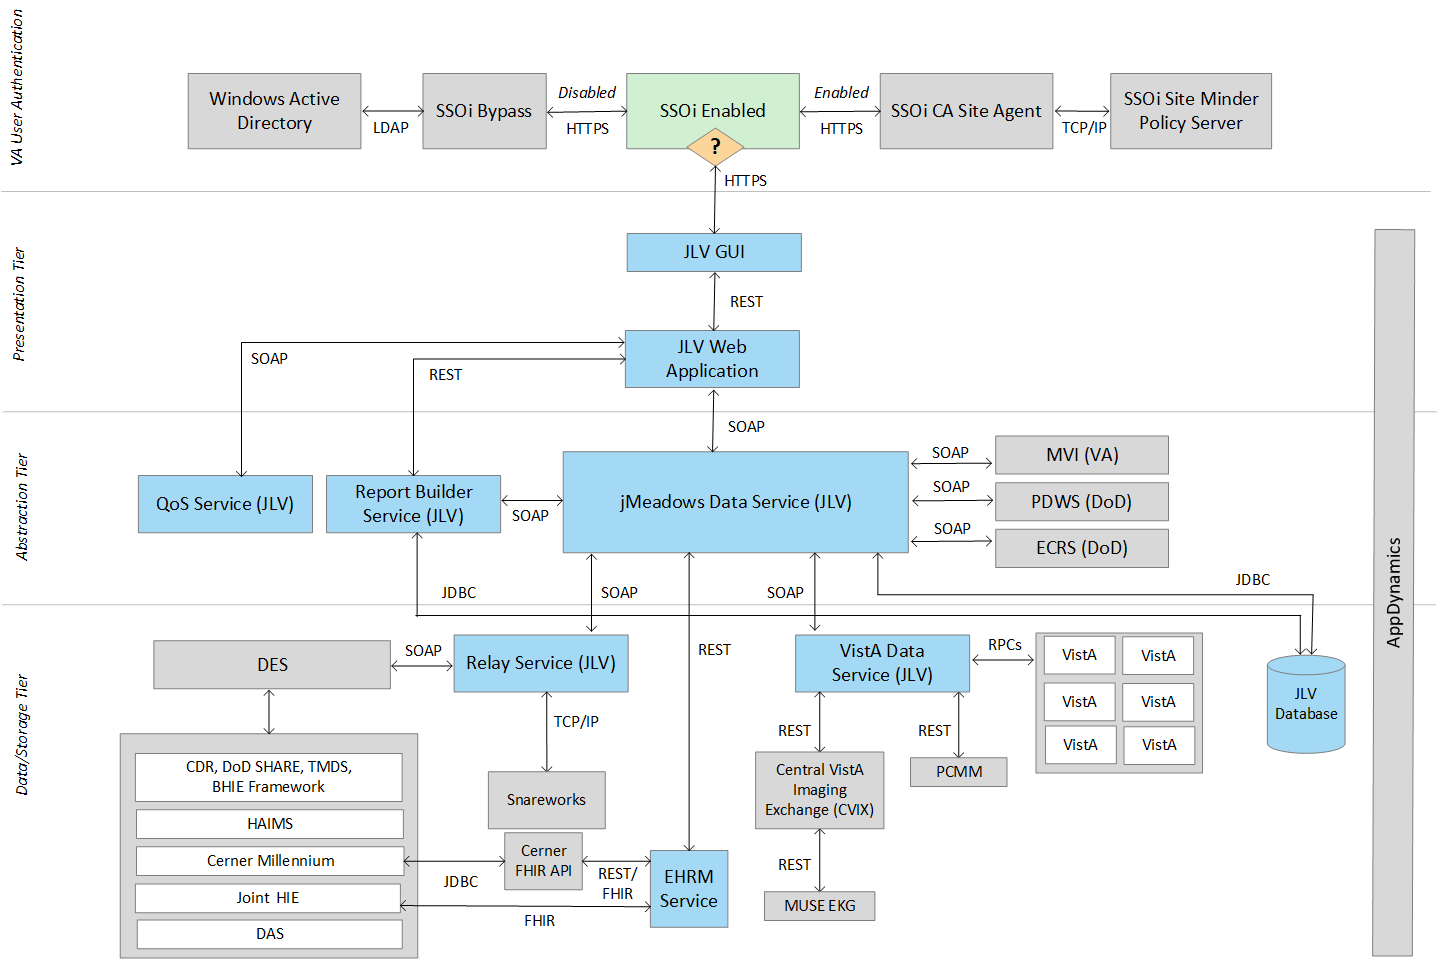 VA User Authentication
Windows Active
Directory
LDAP
SSOi Bypass
Disabled
HTTPS
SSOi Enabled
?
Enabled
HTTPS
SSOi CA Site Agent
TCP/IP
SSOi Site Minder
Policy Server
HTTPS
Presentation Tier
JLV GUI
REST
JLV Web
Application
SOAP
REST
SOAP
Abstraction Tier
QoS Service (JLV)
Report Builder
Service (JLV)
SOAP
jMeadows Data Service (JLV)
SOAP
MVI (VA)
SOAP
PDWS (DoD)
SOAP
ECRS (DoD)
AppDynamics
JDBC
SOAP
SOAP
JDBC
Data/Storage Tier
DES
SOAP
Relay Service (JLV)
REST
VistA Data
Service (JLV)
RPCs
VistA
VistA
VistA
VistA
VistA
VistA
JLV
Database
TCP/IP
REST
REST
CDR, DoD SHARE, TMDS,
BHIE Framework
HAIMS
Cerner Millennium
Joint HIE
DAS
Snareworks
Central VistA
Imaging
Exchange (CVIX)
PCMM
Cerner
FHIR API
JDBC
REST/
FHIR
FHIR
EHRM
Service
REST
MUSE EKG